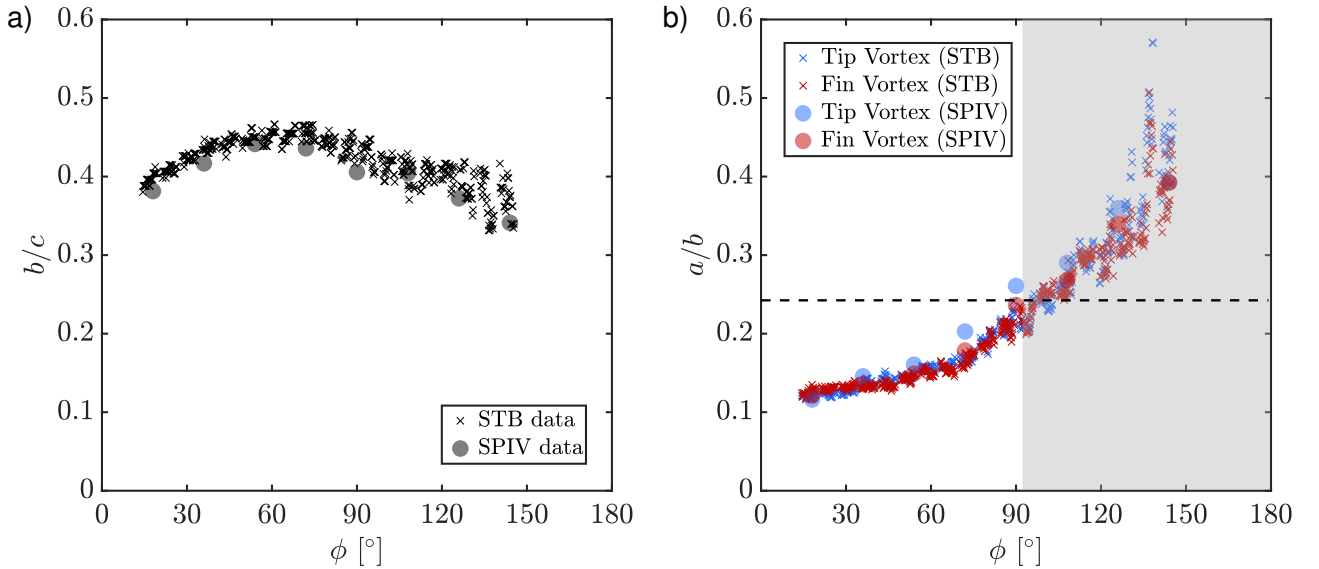 a)
0.6
0.5
0.4
0.3
0.2
0.1
0
b/c
0 30 60 90 120 150 180
ϕ [°]
STB data
SPIV data
b)
0.6
0.5
0.4
0.3
0.2
0.1
0
a/b
0 30 60 90 120 150 180
ϕ [°]
Tip Vortex (STB)
Fin Vortex (STB)
Tip Vortex (SPIV)
Fin Vortex (SPIV)